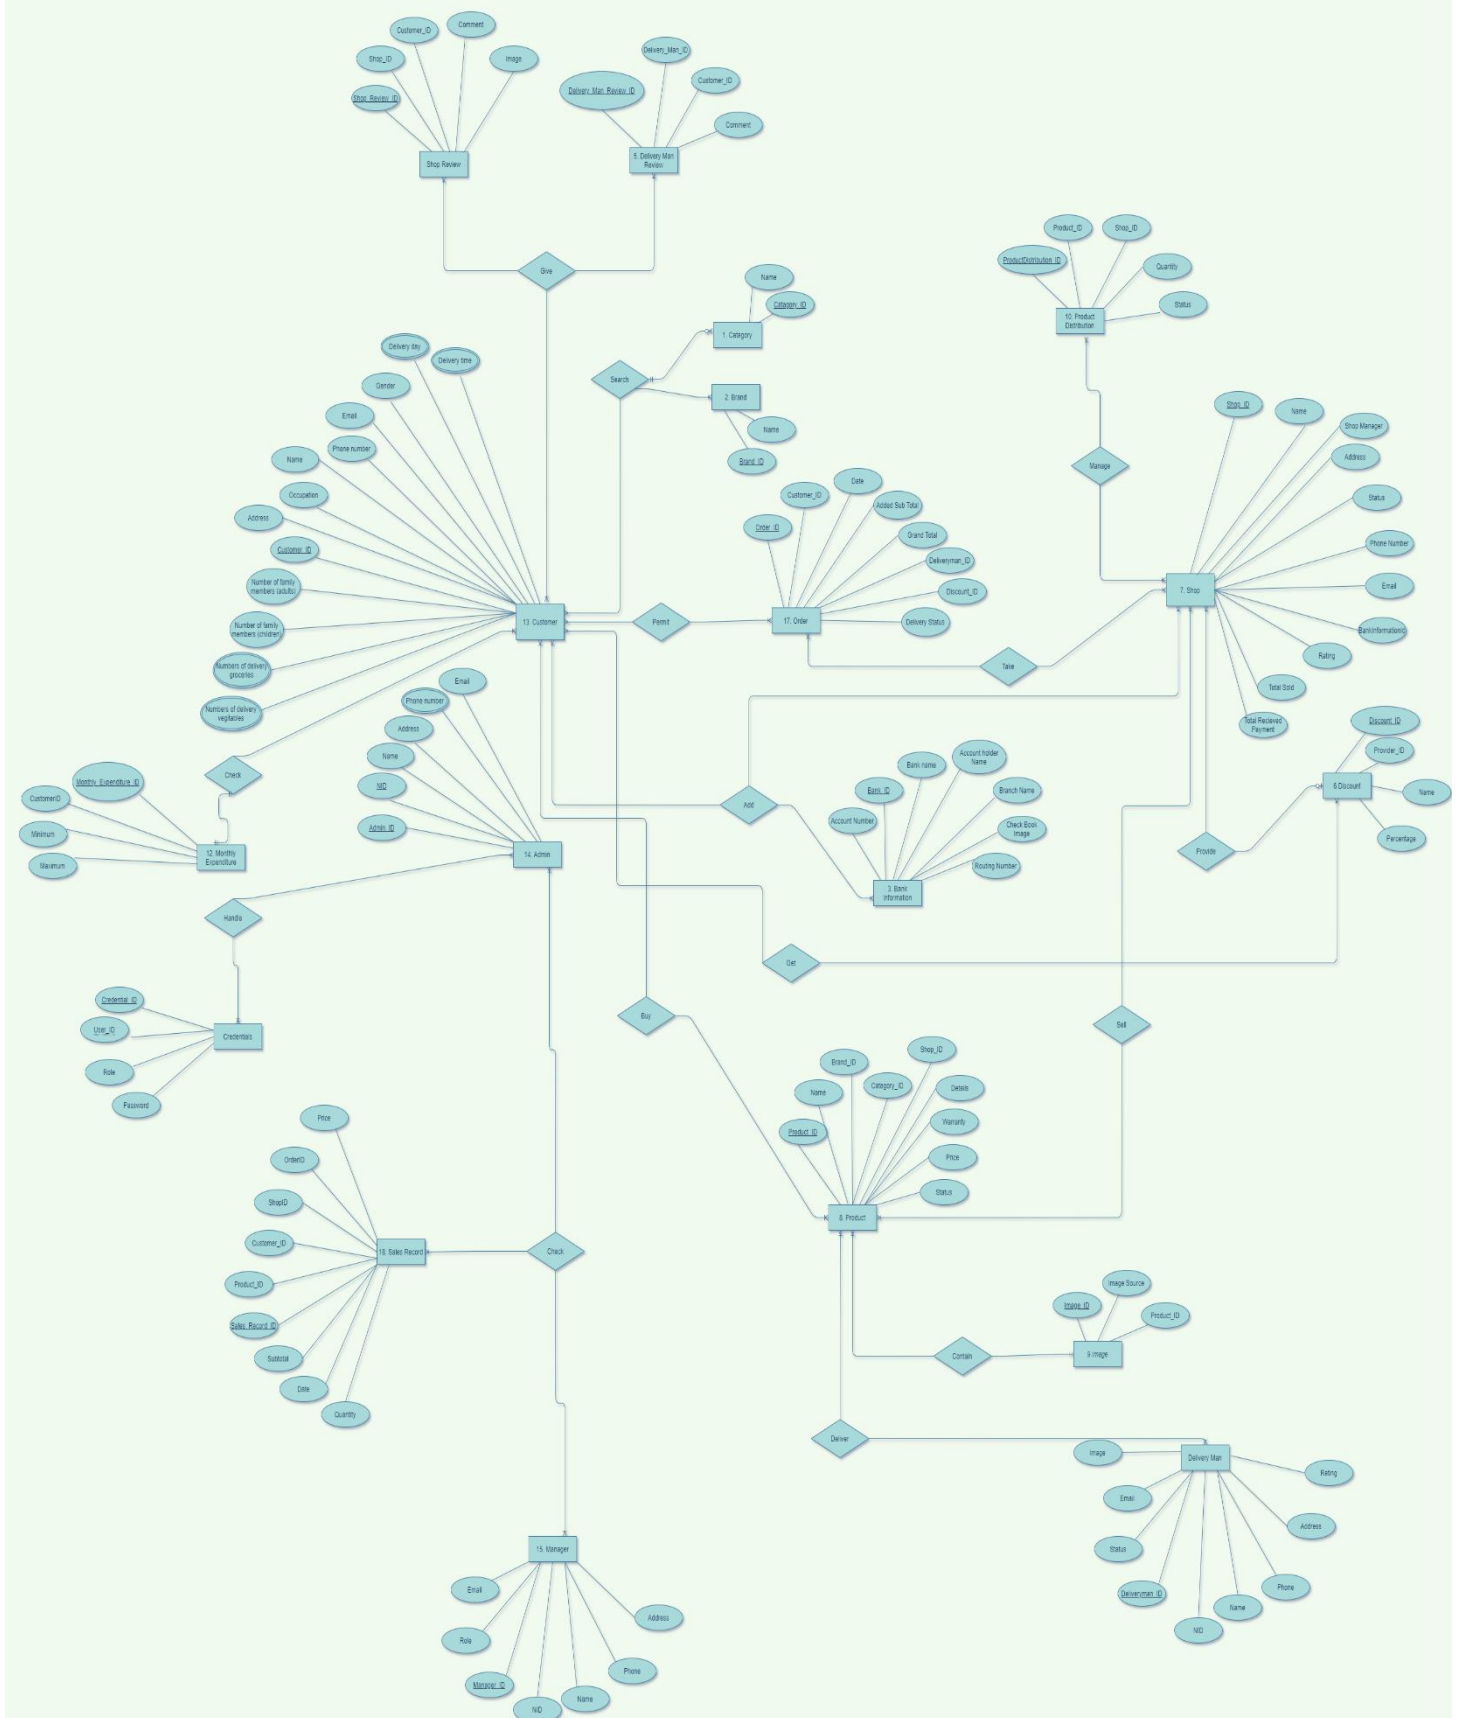 Comment
Customer_ID
Shop_ID
Image
Shop_Review_ID
Shop Review
Delivery_Man_ID
Customer_ID
Delivery_Man_Review_ID
Comment
5. Delivery Man
Review
Give
Product_ID
Shop_ID
ProductDistribution_ID
Quantity
Status
10. Product
Distribution
Name
Catagory_ID
1. Category
Search
2. Brand
Name
Brand_ID
Delivery day
Delivery time
Gender
Email
Phone number
Name
Occupation
Address
Customer_ID
Number of family
members (adults)
Number of family
members (children)
Numbers of delivery
groceries
Numbers of delivery
vegitables
13. Customer
Permit
Order_ID
Customer_ID
Date
Added Sub Total
Grand Total
Deliveryman_ID
Discount_ID
Delivery Status
17. Order
Take
Manage
Shop_ID
Name
Shop Manager
Address
Status
Phone Number
Email
BankInformationId
Rating
Total Sold
Total Recieved
Payment
7. Shop
Discount_ID
Provider_ID
Name
Percentage
6.Discount
Provide
Email
Phone number
Address
Name
NID
Admin_ID
14. Admin
Check
Monthly_Expenditure_ID
CustomerID
Minimum
Maximum
12. Monthly
Expenditure
Add
Account Number
Bank_ID
Bank name
Account holder
Name
Branch Name
Check Book
Image
Routing Number
3. Bank
Information
Handle
Get
Credential_ID
User_ID
Role
Password
Credentials
Buy
Sell
Product_ID
Name
Brand_ID
Category_ID
Shop_ID
Details
Warranty
Price
Status
8. Product
Price
OrderID
ShopID
Customer_ID
Product_ID
Sales_Record_ID
Subtotal
Date
Quantity
18. Sales Record
Check
Image_ID
Image Source
Product_ID
9.Image
Contain
Deliver
Image
Delivery Man
Rating
Email
Address
Status
Deliveryman_ID
Phone
Name
NID
15. Manager
Email
Role
Manager_ID
NID
Name
Phone
Address